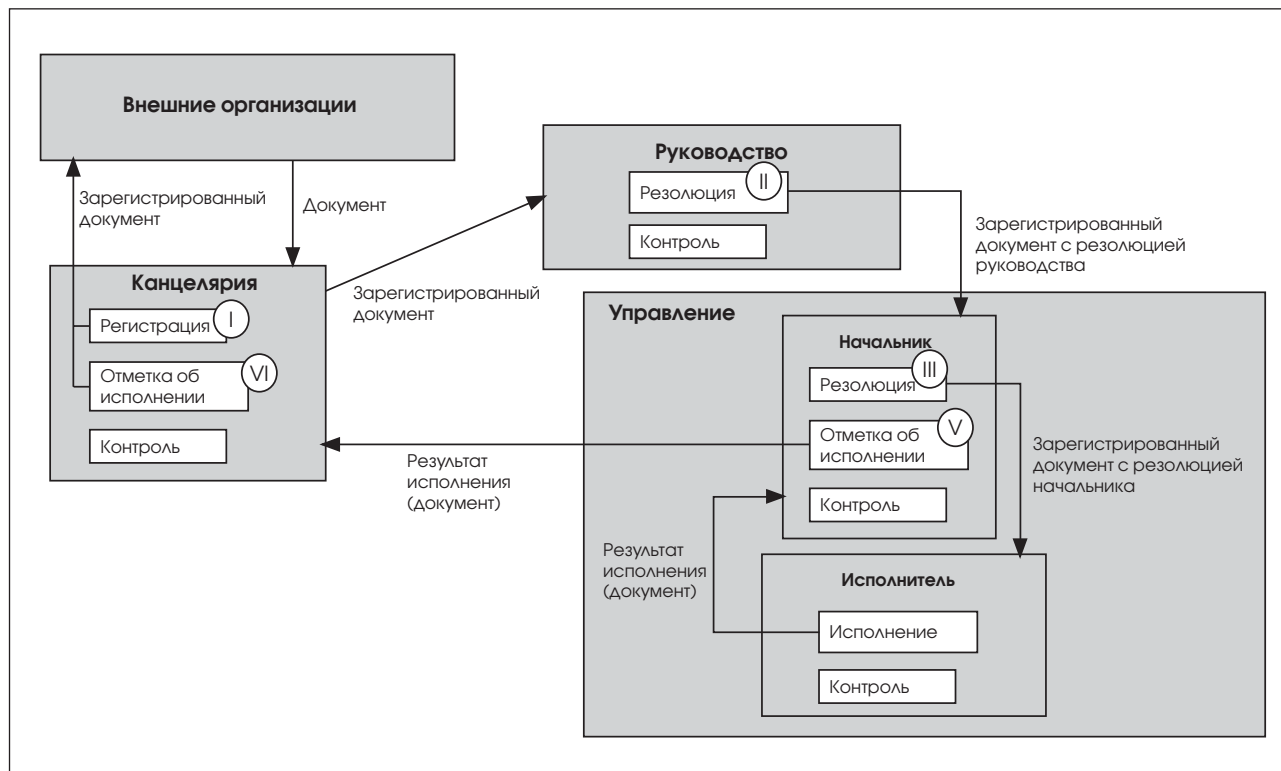 Внешние организации
Зарегистрированный
документ
Документ
Руководство
Резолюция
II
Контроль
Зарегистрированный
документ с резолюцией
руководства
Канцелярия
Регистрация
I
Отметка об
исполнении
VI
Контроль
Зарегистрированный
документ
Управление
Начальник
Резолюция
III
Отметка об
исполнении
V
Контроль
Зарегистрированный
документ с резолюцией
начальника
Результат
исполнения
(документ)
Результат
исполнения
(документ)
Исполнитель
Исполнение
Контроль